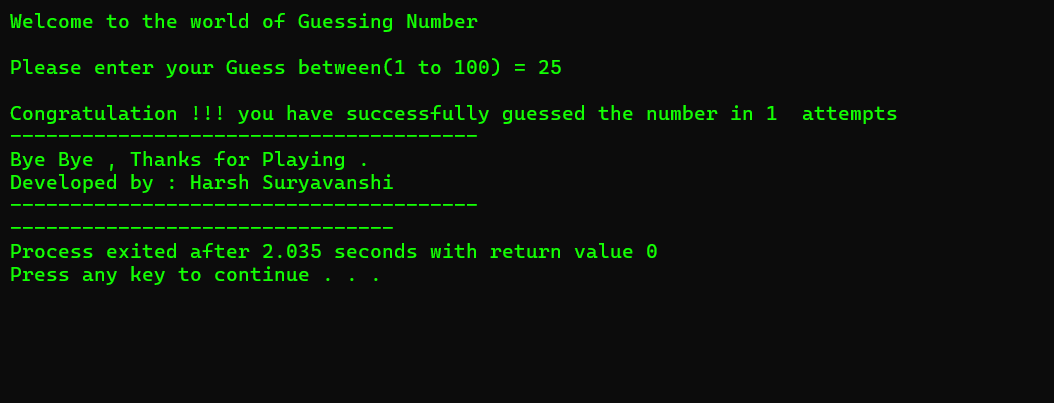 Welcome to the world of Guessing Number
Please enter your Guess between(1 to 100) = 25
Congratulation !!! you have successfully guessed the number in 1  attempts
---------------------------------------
Bye Bye , Thanks for Playing .
Developed by : Harsh Suryavanshi
---------------------------------------
--------------------------------
Process exited after 2.035 seconds with return value 0
Press any key to continue . . .